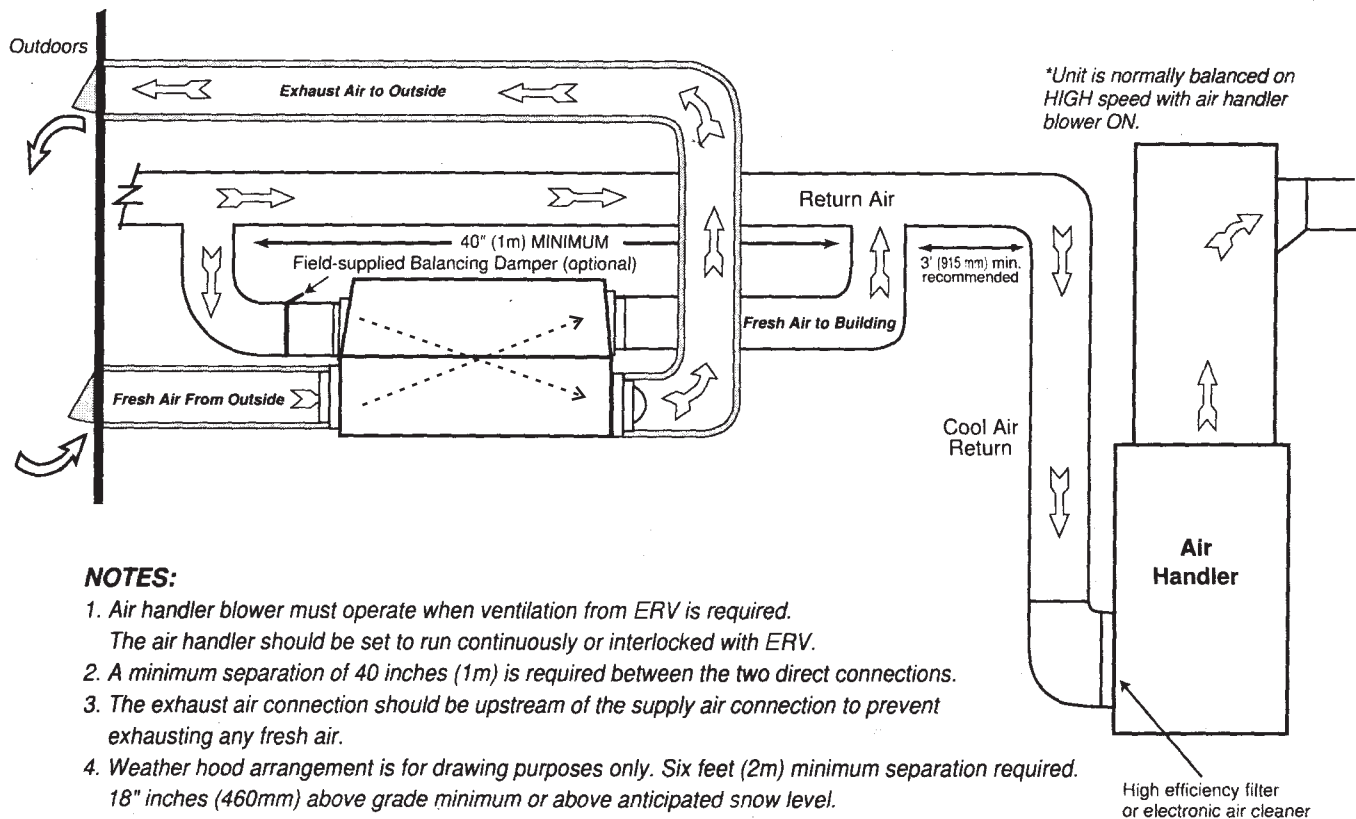 Outdoors
Exhaust Air to Outside
*Unit is normally balanced on
HIGH speed with air handler
blower ON.
Return Air
40" (1m) MINIMUM
Field-supplied Balancing Damper (optional)
3' (915 mm) min.
recommended
Fresh Air to Building
Fresh Air From Outside
Cool Air
Return
Air
Handler
NOTES:
1. Air handler blower must operate when ventilation from ERV is required.
The air handler should be set to run continuously or interlocked with ERV.
2. A minimum separation of 40 inches (1m) is required between the two direct connections.
3. The exhaust air connection should be upstream of the supply air connection to prevent
exhausting any fresh air.
4. Weather hood arrangement is for drawing purposes only. Six feet (2m) minimum separation required.
18" inches (460mm) above grade minimum or above anticipated snow level.
High efficiency filter
or electronic air cleaner